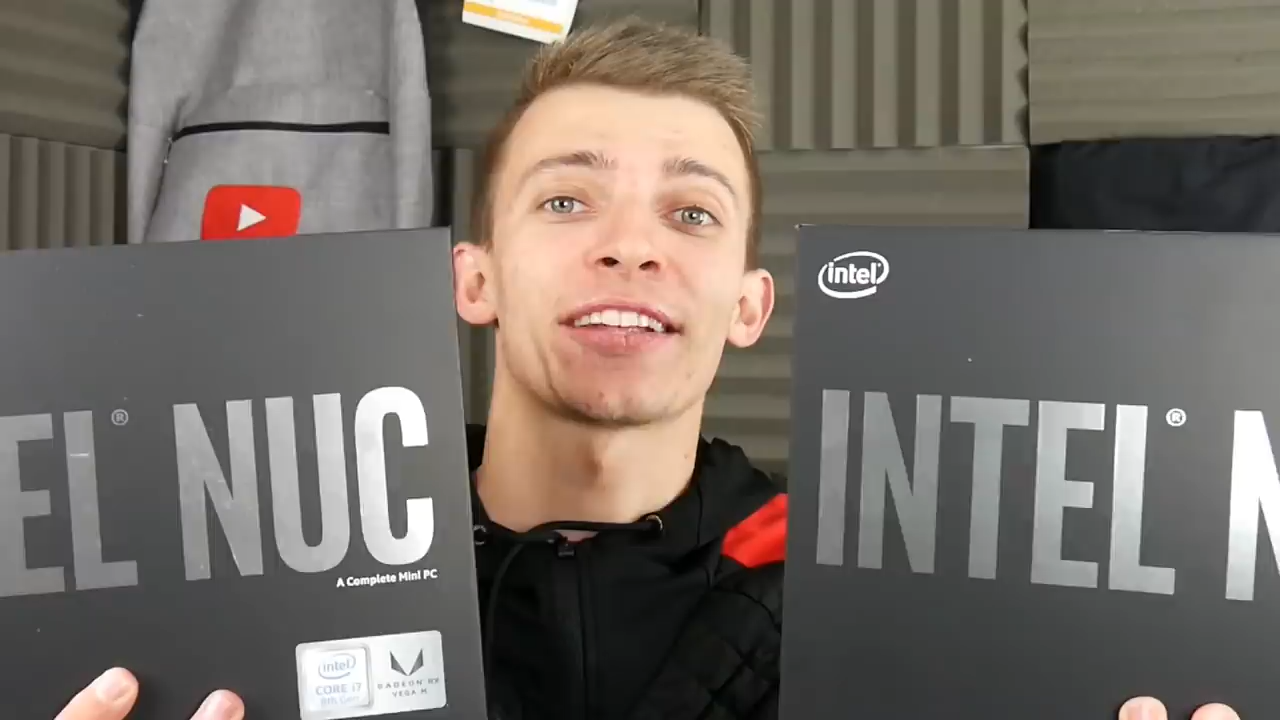 EL® NUC
A Complete Mini PC
intel
CORE i7
8th Gen
RADEON RX
VEGA M
intel®
INTEL® N